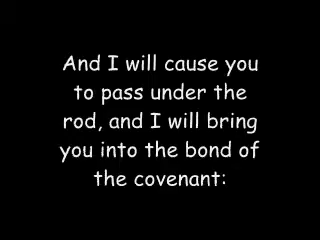 And I will cause you
to pass under the
rod, and I will bring
you into the bond of
the covenant: